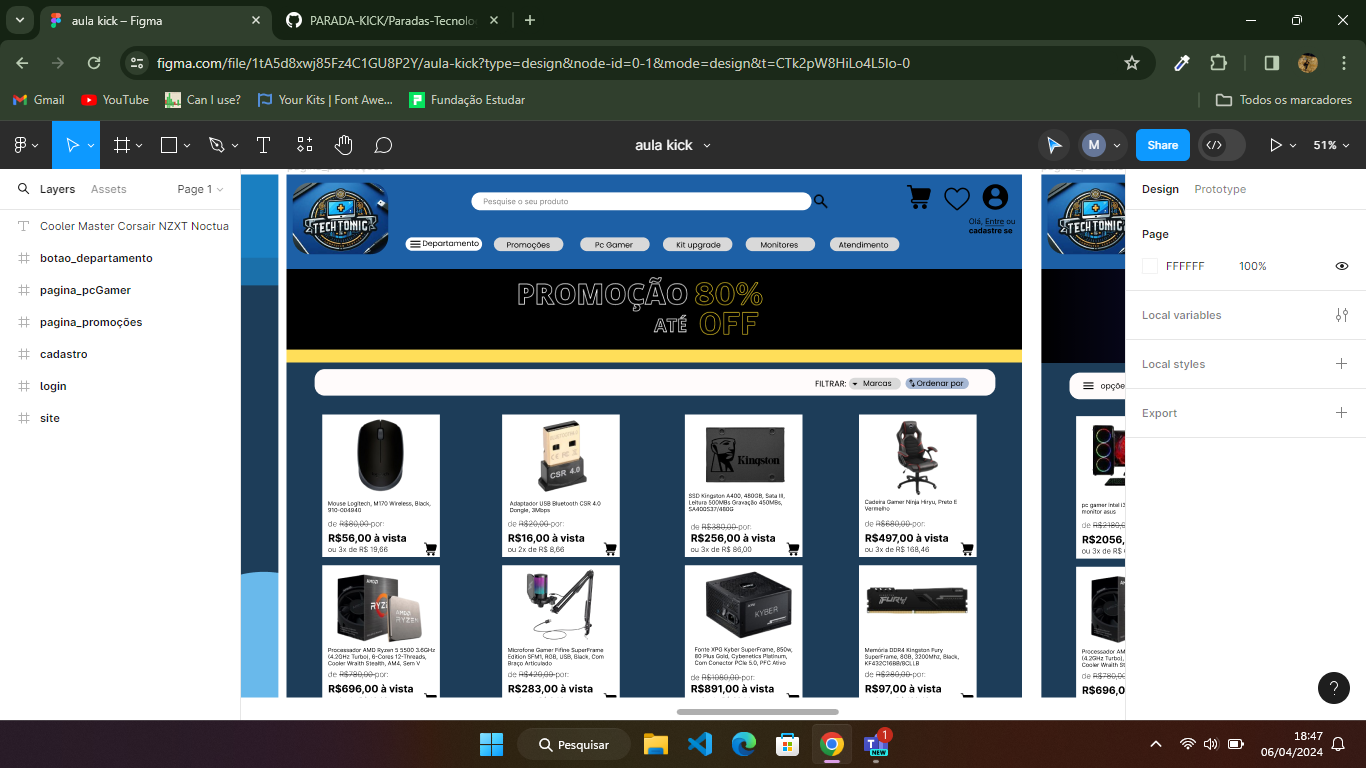 aula kick – Figma
PARADA-KICK/Paradas-Tecnolo
figma.com/file/1tA5d8xwj85Fz4C1GU8P2Y/aula-kick?type=design&node-id=0-1&mode=design&t=CTk2pW8HiLo4L5Io-0
Gmail YouTube Can I use? Your Kits | Font Awe... Fundação Estudar Todos os marcadores
aula kick M Share 51%
Layers Assets Page 1
Cooler Master Corsair NZXT Noctua
botao_departamento
pagina_pcGamer
pagina_promoções
cadastro
login
site
TECHTONIC
Pesquise o seu produto
Olá, Entre ou
cadastre se
Departamento Promoções Pc Gamer Kit upgrade Monitores Atendimento
PROMOÇÃO 80%
ATÉ OFF
FILTRAR: Marcas Ordenar por
opçõe
CSR 4.0
Kingston
Mouse Logitech, M170 Wireless, Black,
910-004940
de R$80,00 por:
R$56,00 à vista
ou 3x de R$ 19,66
Adaptador USB Bluetooth CSR 4.0
Dongle, 3Mbps
de R$20,00 por:
R$16,00 à vista
ou 2x de R$ 8,66
SSD Kingston A400, 480GB, Sata III,
Leitura 500MBs Gravação 450MBs,
SA400S37/480G
de R$380,00 por:
R$256,00 à vista
ou 3x de R$ 86,00
Cadeira Gamer Ninja Hiryu, Preto E
Vermelho
de R$680,00 por:
R$497,00 à vista
ou 3x de R$ 168,46
pc gamer intel i3
monitor asus
de R$2180,
R$2056,
ou 3x de R$
AMD
RYZEN
AMD
RYZEN
KYBER
FURY
Processador AMD Ryzen 5 5500 3.6GHz
(4.2GHz Turbo), 6-Cores 12-Threads,
Cooler Wraith Stealth, AM4, Sem V
de R$780,00 por:
R$696,00 à vista
Microfone Gamer Fifine SuperFrame
Edition SFM1, RGB, USB, Black, Com
Braço Articulado
de R$420,00 por:
R$283,00 à vista
Fonte XPG Kyber SuperFrame, 850w,
80 Plus Gold, Cybenetics Platinum,
Com Conector PCIe 5.0, PFC Ativo
de R$1080,00 por:
R$891,00 à vista
Memória DDR4 Kingston Fury
SuperFrame, 8GB, 3200Mhz, Black,
KF432C16BB/8CLLB
de R$280,00 por:
R$97,00 à vista
Processador AM
(4.2GHz Turbo),
Cooler Wraith St
de R$780,
R$696,0
Design Prototype
Page
FFFFFF 100%
Local variables
Local styles
Export
?
Pesquisar
NEW
1
18:47
06/04/2024